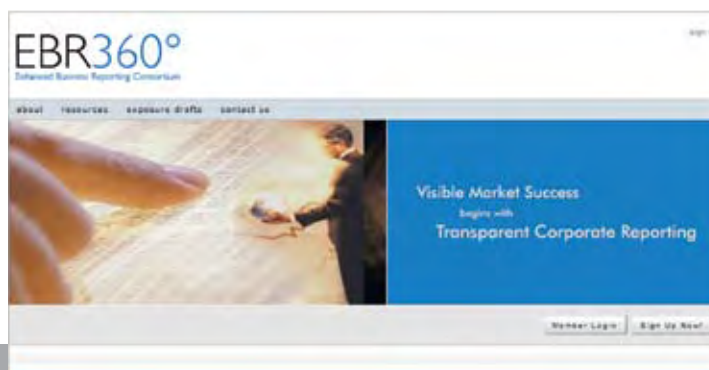 EBR360°
Enhanced Business Reporting Consortium
sign
about resources exposure drafts contact us
Visible Market Success
begins with
Transparent Corporate Reporting
Member Login Sign Up Now!